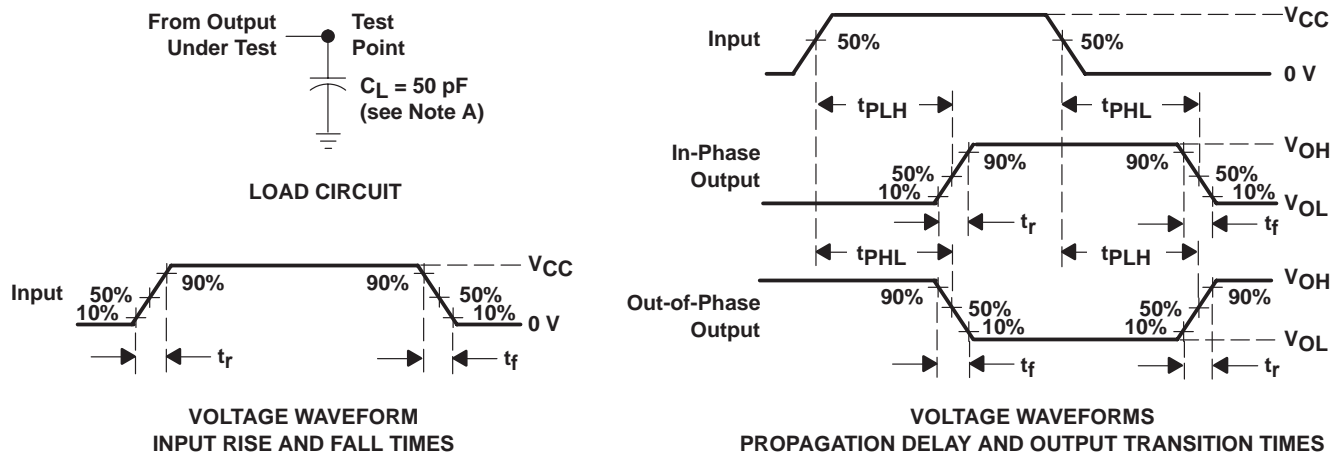 From Output
Under Test
Test
Point
CL = 50 pF
(see Note A)
LOAD CIRCUIT
Input
VCC
50%
10%
90%
90%
50%
10%
0 V
tr
tf
VOLTAGE WAVEFORM
INPUT RISE AND FALL TIMES
Input
VCC
50%
50%
0 V
tPLH
tPHL
In-Phase
Output
VOH
90%
90%
50%
10%
50%
10%
VOL
tr
tf
tPHL
tPLH
Out-of-Phase
Output
VOH
90%
90%
50%
10%
50%
10%
VOL
tf
tr
VOLTAGE WAVEFORMS
PROPAGATION DELAY AND OUTPUT TRANSITION TIMES